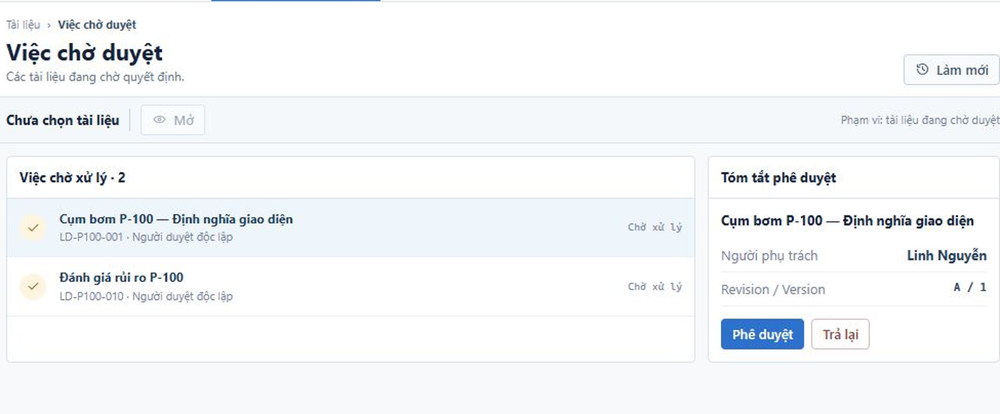 Tài liệu › Việc chờ duyệt
Việc chờ duyệt
Các tài liệu đang chờ quyết định.
Làm mới
Chưa chọn tài liệu
Mở
Phạm vi: tài liệu đang chờ duyệt
Việc chờ xử lý · 2
Cụm bơm P-100 — Định nghĩa giao diện
LD-P100-001 · Người duyệt độc lập
Chờ xử lý
Đánh giá rủi ro P-100
LD-P100-010 · Người duyệt độc lập
Chờ xử lý
Tóm tắt phê duyệt
Cụm bơm P-100 — Định nghĩa giao diện
Người phụ trách Linh Nguyễn
Revision / Version A / 1
Phê duyệt
Trả lại